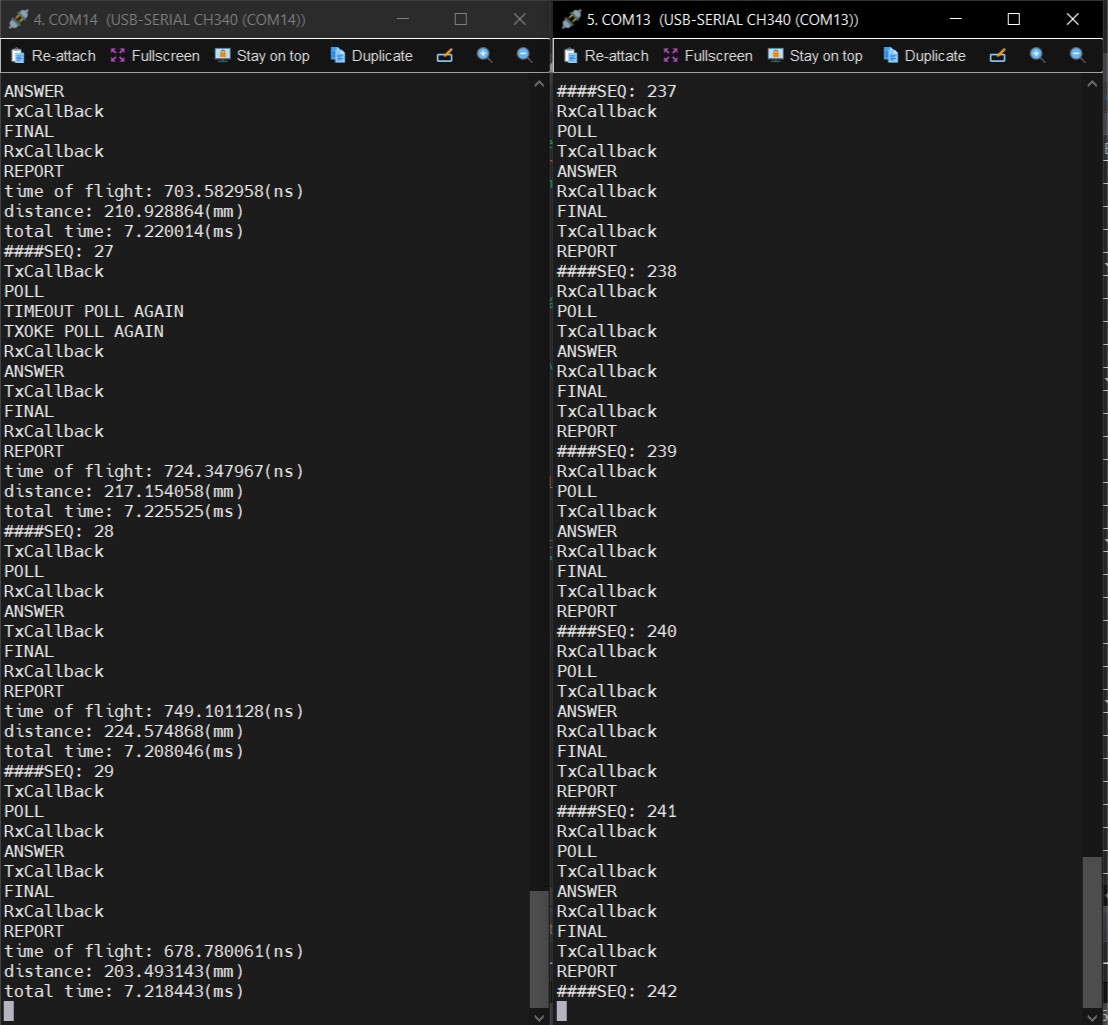 4. COM14 (USB-SERIAL CH340 (COM14))
Re-attach Fullscreen Stay on top Duplicate
ANSWER
TxCallBack
FINAL
RxCallback
REPORT
time of flight: 703.582958(ns)
distance: 210.928864(mm)
total time: 7.220014(ms)
####SEQ: 27
TxCallBack
POLL
TIMEOUT POLL AGAIN
TXOKE POLL AGAIN
RxCallback
ANSWER
TxCallBack
FINAL
RxCallback
REPORT
time of flight: 724.347967(ns)
distance: 217.154058(mm)
total time: 7.225525(ms)
####SEQ: 28
TxCallBack
POLL
RxCallback
ANSWER
TxCallBack
FINAL
RxCallback
REPORT
time of flight: 749.101128(ns)
distance: 224.574868(mm)
total time: 7.208046(ms)
####SEQ: 29
TxCallBack
POLL
RxCallback
ANSWER
TxCallBack
FINAL
RxCallback
REPORT
time of flight: 678.780061(ns)
distance: 203.493143(mm)
total time: 7.218443(ms)
5. COM13 (USB-SERIAL CH340 (COM13))
Re-attach Fullscreen Stay on top Duplicate
####SEQ: 237
RxCallback
POLL
TxCallback
ANSWER
RxCallback
FINAL
TxCallback
REPORT
####SEQ: 238
RxCallback
POLL
TxCallback
ANSWER
RxCallback
FINAL
TxCallback
REPORT
####SEQ: 239
RxCallback
POLL
TxCallback
ANSWER
RxCallback
FINAL
TxCallback
REPORT
####SEQ: 240
RxCallback
POLL
TxCallback
ANSWER
RxCallback
FINAL
TxCallback
REPORT
####SEQ: 241
RxCallback
POLL
TxCallback
ANSWER
RxCallback
FINAL
TxCallback
REPORT
####SEQ: 242